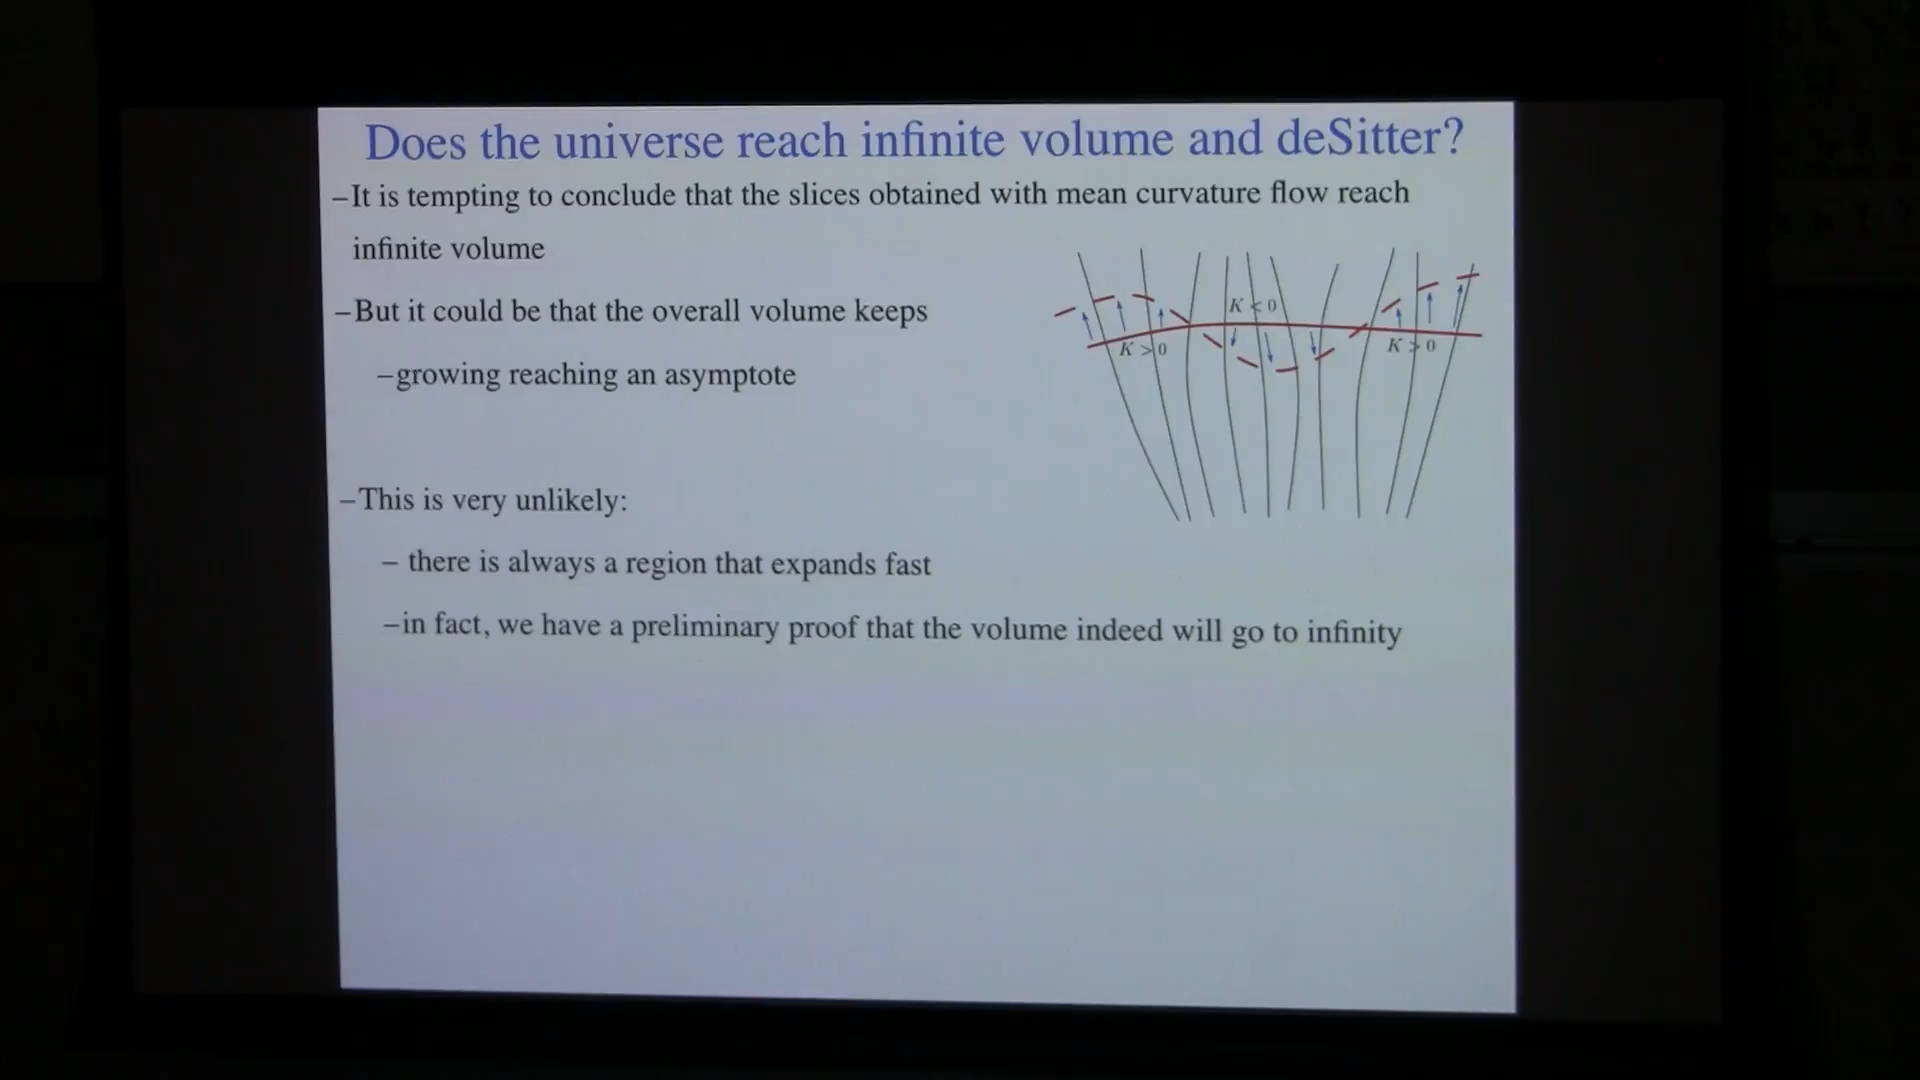 Does the universe reach infinite volume and deSitter?
–It is tempting to conclude that the slices obtained with mean curvature flow reach
infinite volume
–But it could be that the overall volume keeps
–growing reaching an asymptote
K < 0
K > 0
K > 0
–This is very unlikely:
– there is always a region that expands fast
–in fact, we have a preliminary proof that the volume indeed will go to infinity